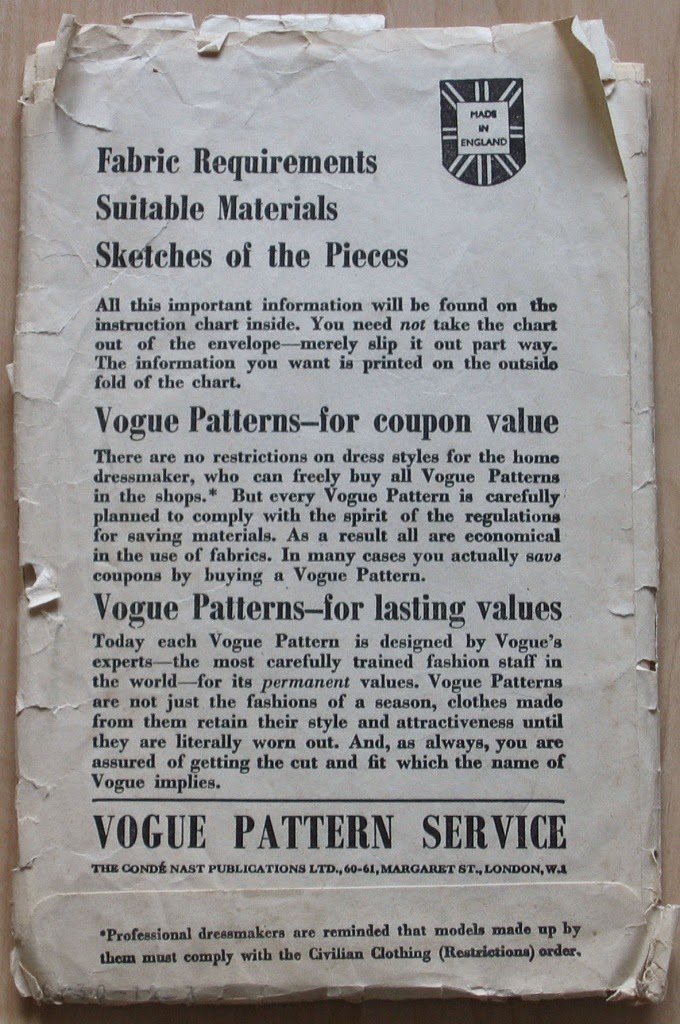 MADE
IN
ENGLAND
Fabric Requirements
Suitable Materials
Sketches of the Pieces
All this important information will be found on the
instruction chart inside. You need not take the chart
out of the envelope—merely slip it out part way.
The information you want is printed on the outside
fold of the chart.
Vogue Patterns—for coupon value
There are no restrictions on dress styles for the home
dressmaker, who can freely buy all Vogue Patterns
in the shops.* But every Vogue Pattern is carefully
planned to comply with the spirit of the regulations
for saving materials. As a result all are economical
in the use of fabrics. In many cases you actually save
coupons by buying a Vogue Pattern.
Vogue Patterns—for lasting values
Today each Vogue Pattern is designed by Vogue's
experts—the most carefully trained fashion staff in
the world—for its permanent values. Vogue Patterns
are not just the fashions of a season, clothes made
from them retain their style and attractiveness until
they are literally worn out. And, as always, you are
assured of getting the cut and fit which the name of
Vogue implies.
VOGUE PATTERN SERVICE
THE CONDÉ NAST PUBLICATIONS LTD., 60-61, MARGARET ST., LONDON, W.1
*Professional dressmakers are reminded that models made up by
them must comply with the Civilian Clothing (Restrictions) order.